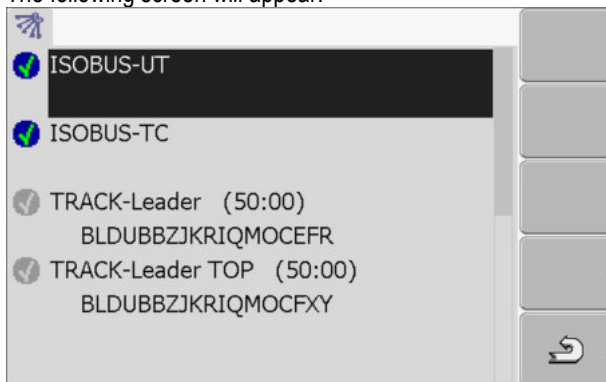 The following screen will appear:
ISOBUS-UT
ISOBUS-TC
TRACK-Leader (50:00)
BLDUBBZJKRIQMOCEFR
TRACK-Leader TOP (50:00)
BLDUBBZJKRIQMOCFXY